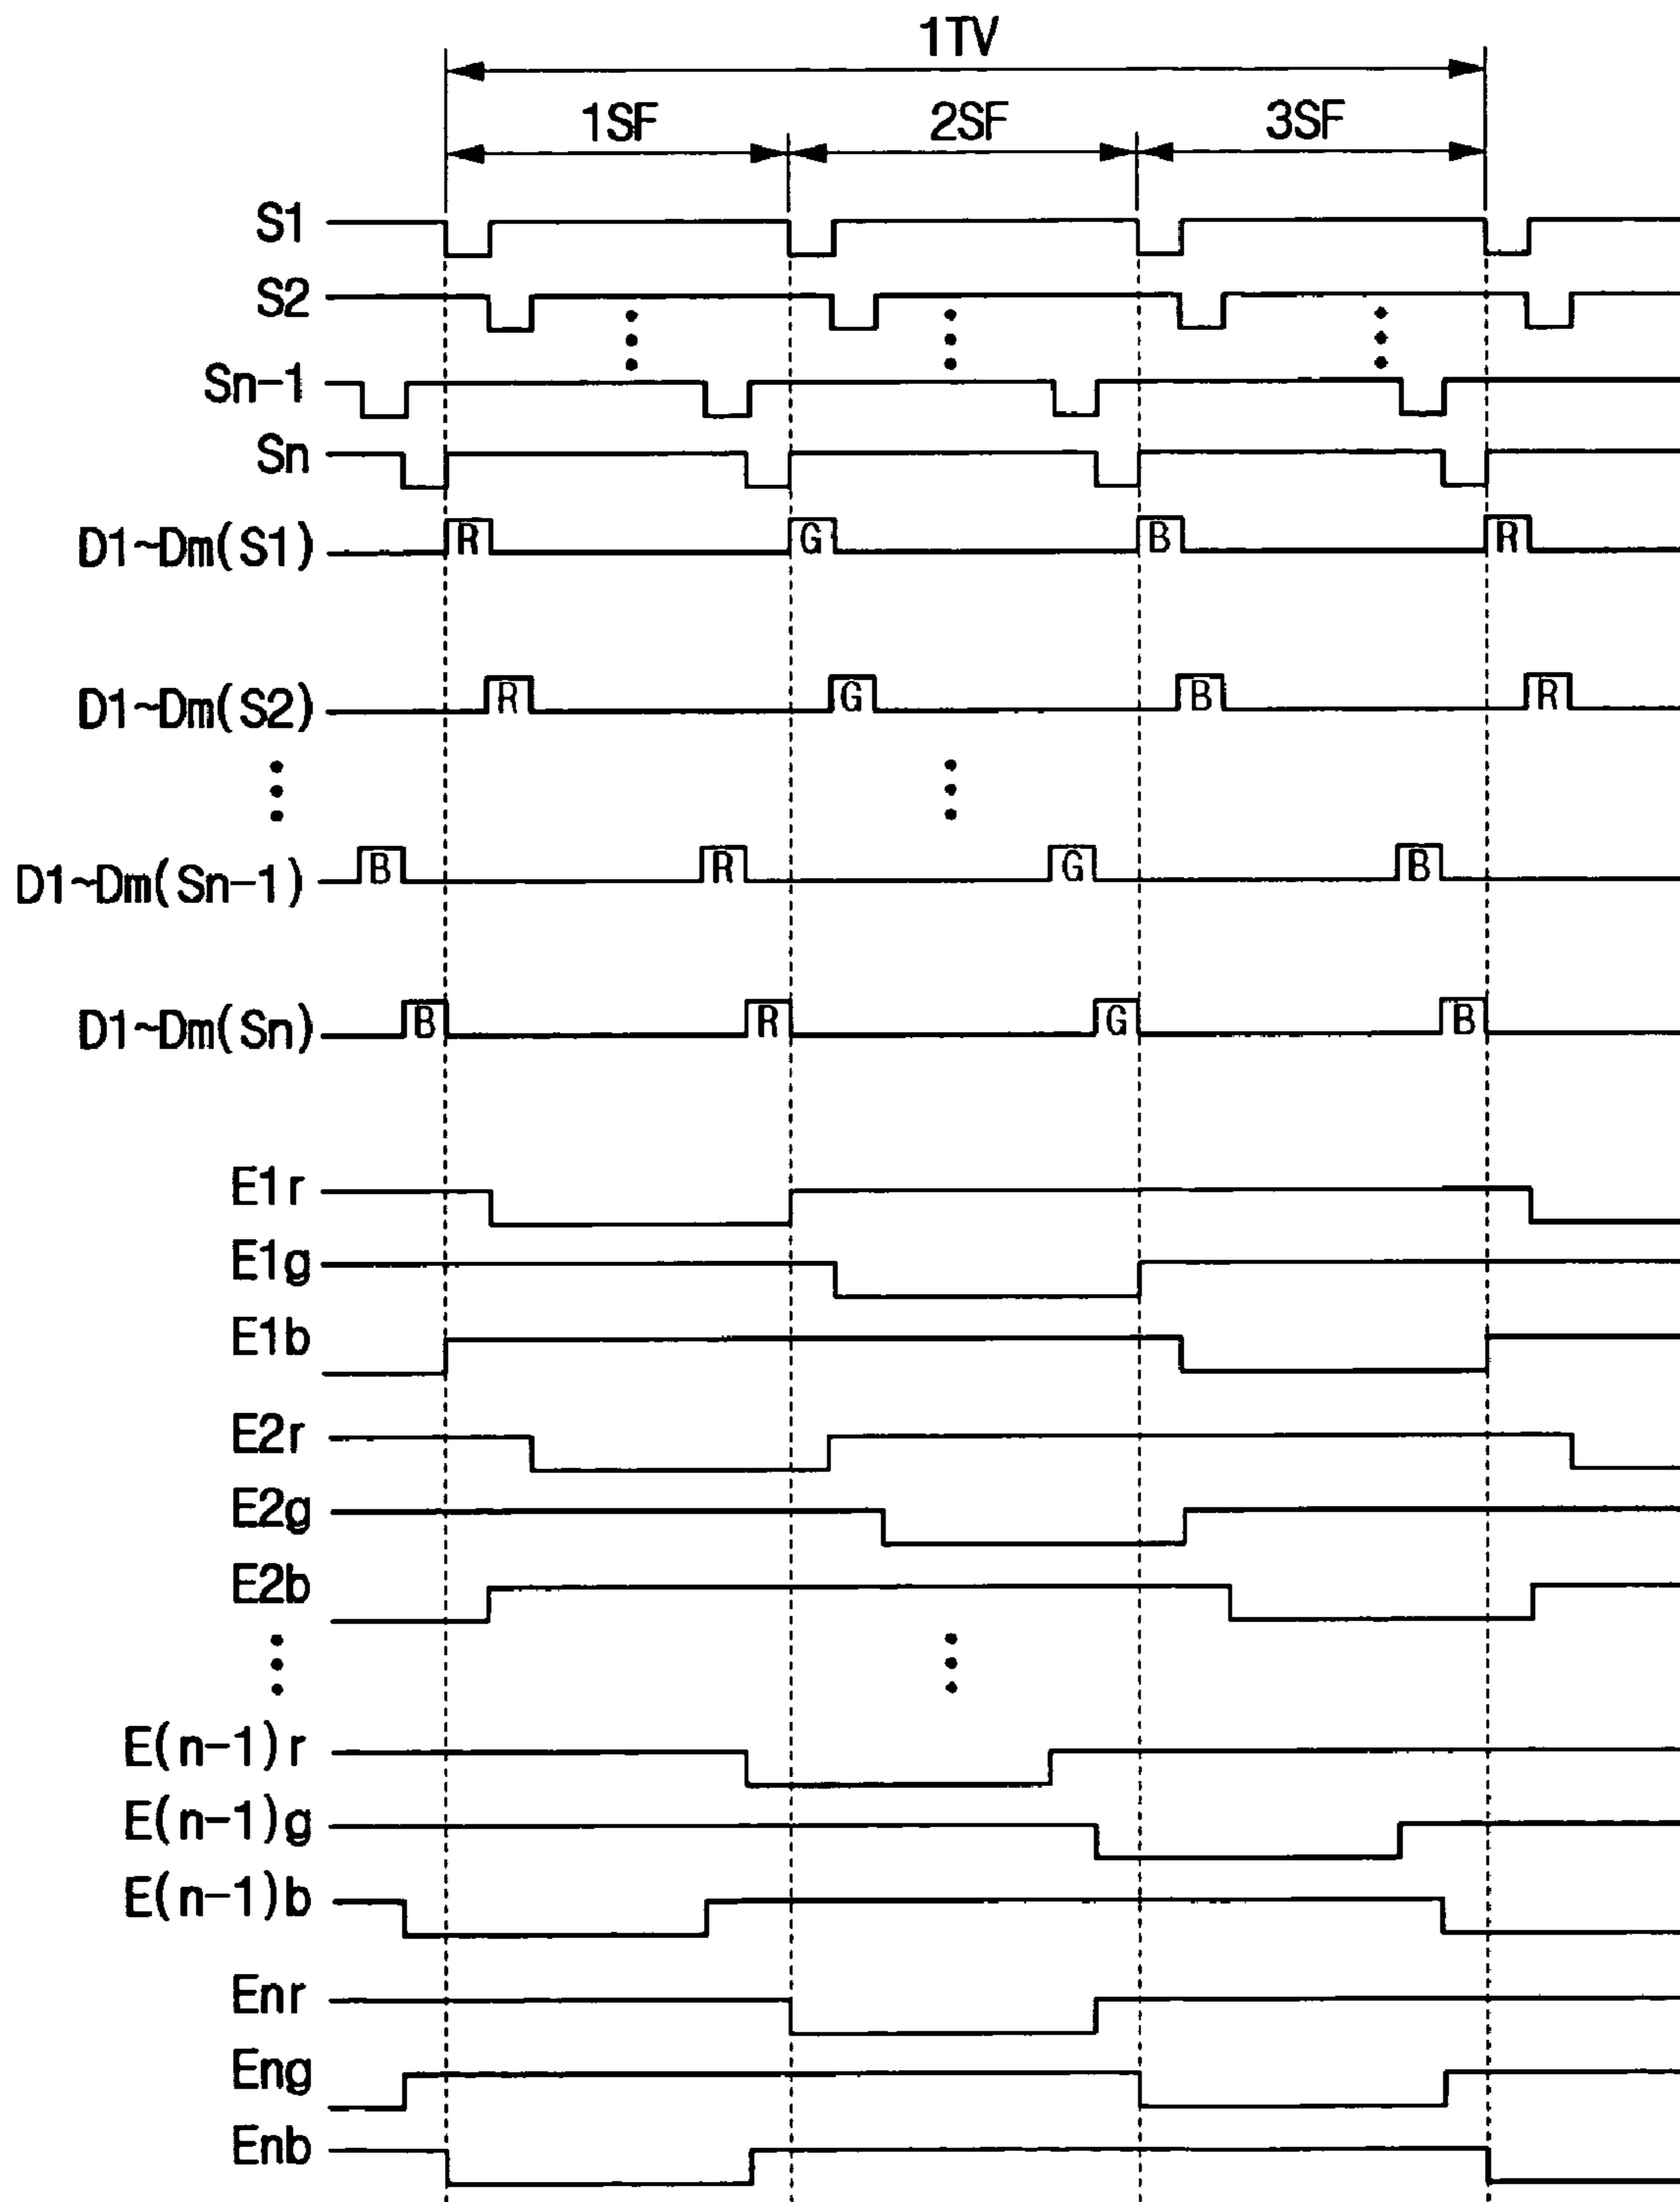 1TV
1SF 2SF 3SF
S1
S2
Sn-1
Sn
D1~Dm(S1) R G B R
D1~Dm(S2) R G B R
D1~Dm(Sn-1) B R G B
D1~Dm(Sn) B R G B
E1r
E1g
E1b
E2r
E2g
E2b
E(n-1)r
E(n-1)g
E(n-1)b
Enr
Eng
Enb